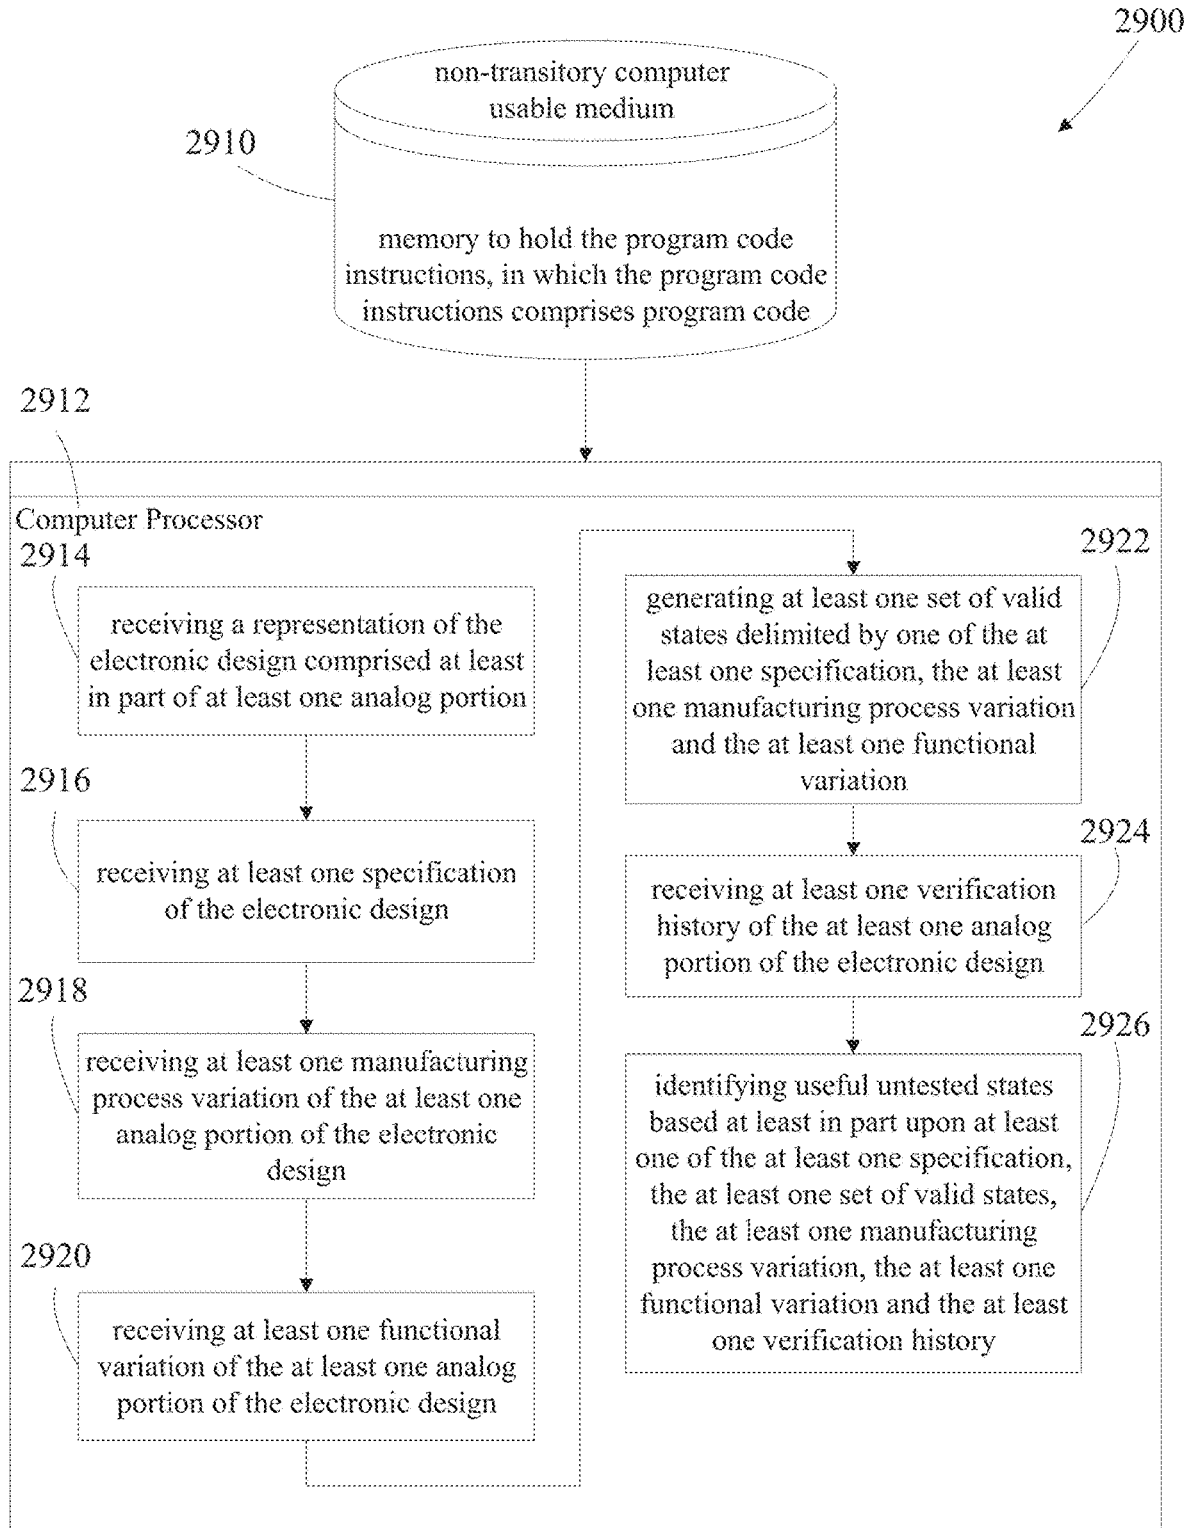 2900
non-transitory computer
usable medium
2910
memory to hold the program code
instructions, in which the program code
instructions comprises program code
2912
Computer Processor
2914
receiving a representation of the
electronic design comprised at least
in part of at least one analog portion
2916
receiving at least one specification
of the electronic design
2918
receiving at least one manufacturing
process variation of the at least one
analog portion of the electronic
design
2920
receiving at least one functional
variation of the at least one analog
portion of the electronic design
2922
generating at least one set of valid
states delimited by one of the at
least one specification, the at least
one manufacturing process variation
and the at least one functional
variation
2924
receiving at least one verification
history of the at least one analog
portion of the electronic design
2926
identifying useful untested states
based at least in part upon at least
one of the at least one specification,
the at least one set of valid states,
the at least one manufacturing
process variation, the at least one
functional variation and the at least
one verification history